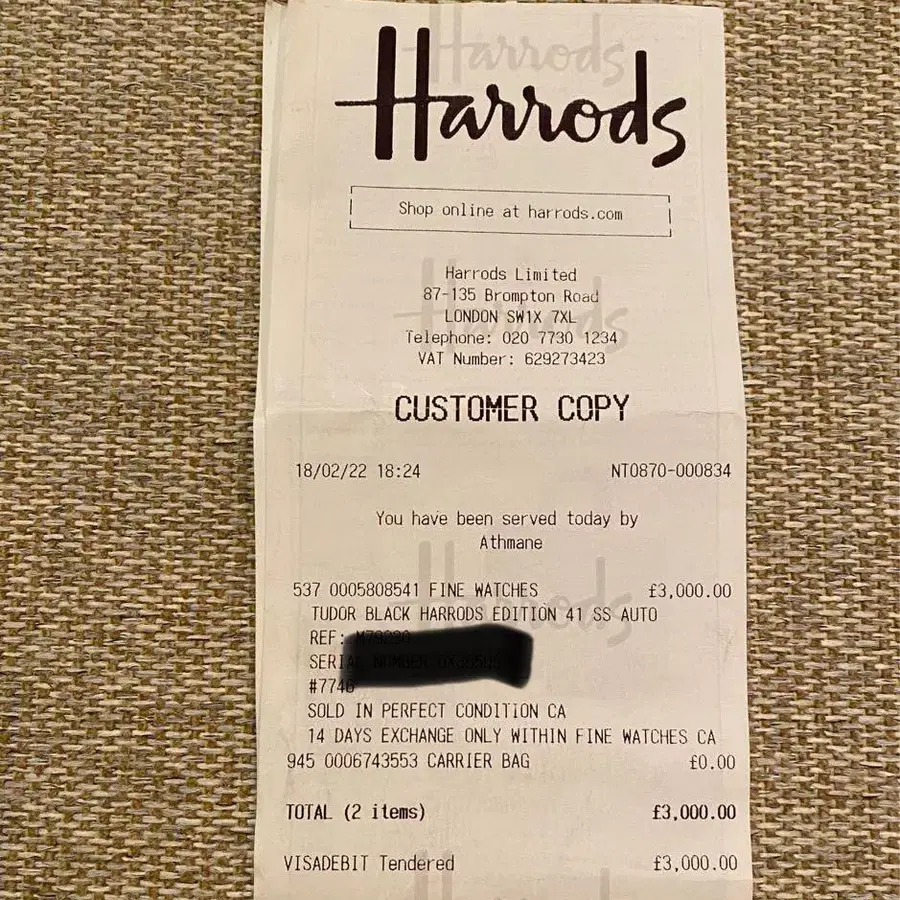 Harrods
Shop online at harrods.com
Harrods Limited
87-135 Brompton Road
LONDON SW1X 7XL
Telephone: 020 7730 1234
VAT Number: 629273423
CUSTOMER COPY
18/02/22 18:24 NT0870-000834
You have been served today by
Athmane
537 0005808541 FINE WATCHES £3,000.00
TUDOR BLACK HARRODS EDITION 41 SS AUTO
REF:
SERIAL NUMBER
#7746
SOLD IN PERFECT CONDITION CA
14 DAYS EXCHANGE ONLY WITHIN FINE WATCHES CA
945 0006743553 CARRIER BAG £0.00
TOTAL (2 items) £3,000.00
VISADEBIT Tendered £3,000.00